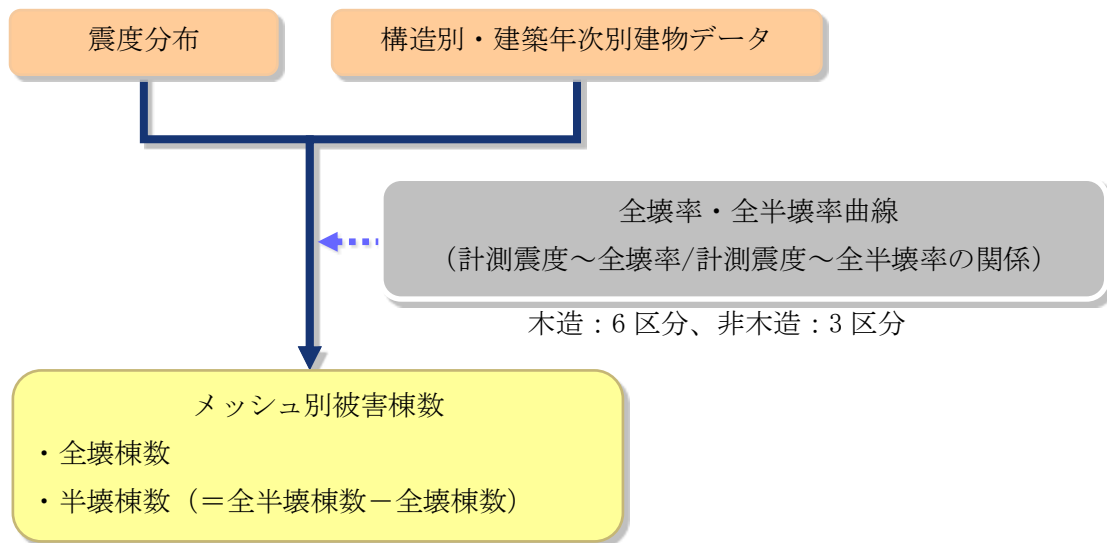 震度分布
構造別・建築年次別建物データ
全壊率・全半壊率曲線
(計測震度～全壊率/計測震度～全半壊率の関係)
木造：6 区分、非木造：3 区分
メッシュ別被害棟数
・全壊棟数
・半壊棟数（＝全半壊棟数－全壊棟数）